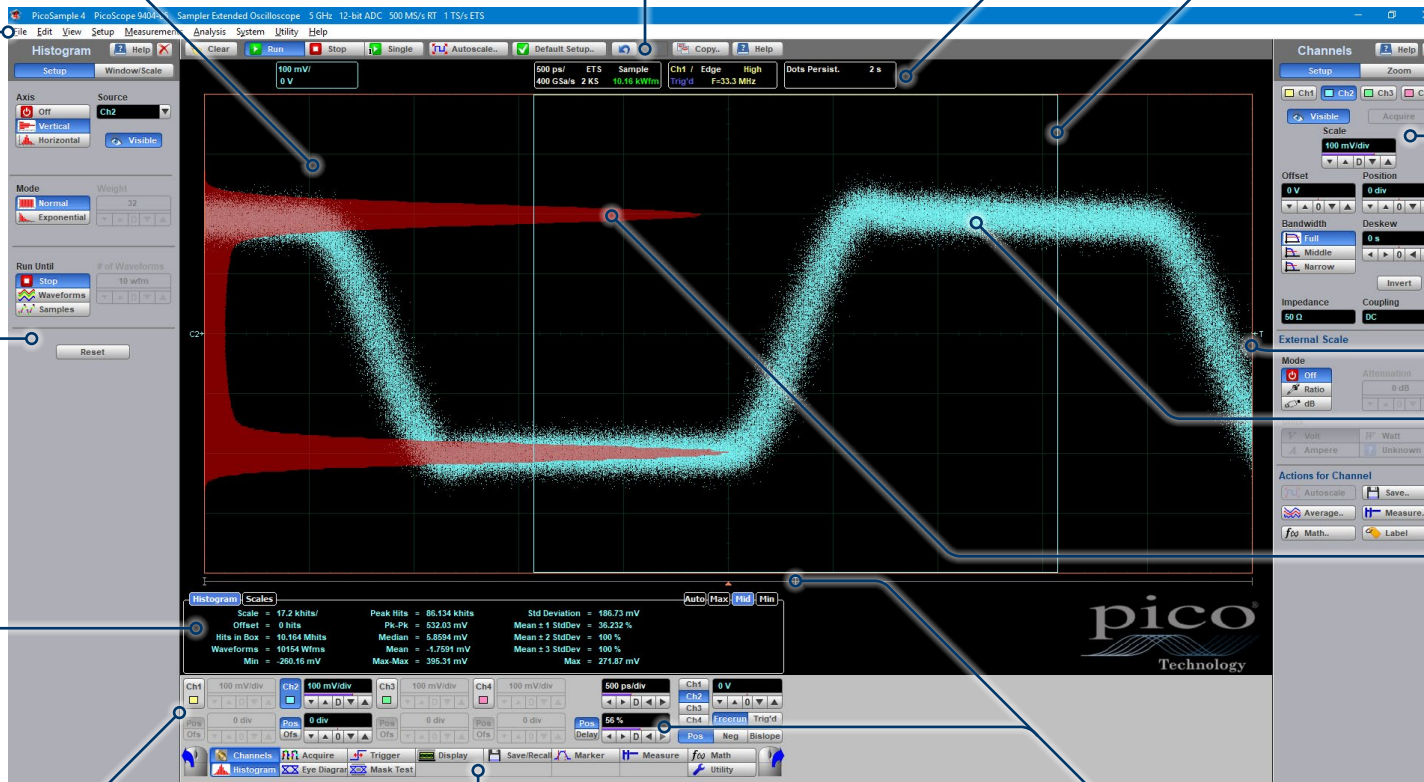 PicoSample 4 PicoScope 9404-05 Sampler Extended Oscilloscope 5 GHz 12-bit ADC 500 MS/s RT 1 TS/s ETS
File Edit View Setup Measurements Analysis System Utility Help
Histogram Help
Setup Window/Scale
Axis Source
Off Ch2
Vertical
Horizontal Visible
Mode Weight
Normal 32
Exponential
Run Until # of Waveforms
Stop 10 wfm
Waveforms
Samples
Reset
Clear Run Stop Single Autoscale.. Default Setup.. Copy.. Help
100 mV/
0 V
500 ps/ ETS Sample
400 GSa/s 2 KS 10.16 kWfm
Ch1 / Edge High
Trig'd F=33.3 MHz
Dots Persist. 2 s
C2
T
Histogram Scales Auto Max Mid Min
Scale = 17.2 khits/ Peak Hits = 86.134 khits Std Deviation = 186.73 mV
Offset = 0 hits Pk-Pk = 532.03 mV Mean ± 1 StdDev = 36.232 %
Hits in Box = 10.164 Mhits Median = 5.8594 mV Mean ± 2 StdDev = 100 %
Waveforms = 10154 Wfms Mean = -1.7591 mV Mean ± 3 StdDev = 100 %
Min = -260.16 mV Max-Max = 395.31 mV Max = 271.87 mV
pico
Technology
Ch1 100 mV/div Ch2 100 mV/div Ch3 100 mV/div Ch4 100 mV/div 500 ps/div Ch1 0 V
D D D D D Ch2 0
Ch3
Pos 0 div Pos 0 div Pos 0 div Pos 0 div Pos 56 % Ch4 Freerun Trig'd
Ofs 0 Ofs 0 Ofs 0 Ofs 0 Delay D Pos Neg Bislope
Channels Acquire Trigger Display Save/Recall Marker Measure f(x) Math
Histogram Eye Diagram Mask Test Utility
Channels Help
Setup Zoom
Ch1 Ch2 Ch3
Visible Acquire
Scale
100 mV/div
D
Offset Position
0 V 0 div
0 0
Bandwidth Deskew
Full 0 s
Middle 0
Narrow
Invert
Impedance Coupling
50 Ω DC
External Scale
Mode
Off Attenuation
Ratio 0 dB
dB
V Volt W Watt
A Ampere ? Unknown
Actions for Channel
Autoscale Save..
Average.. Measure..
f(x) Math.. Label